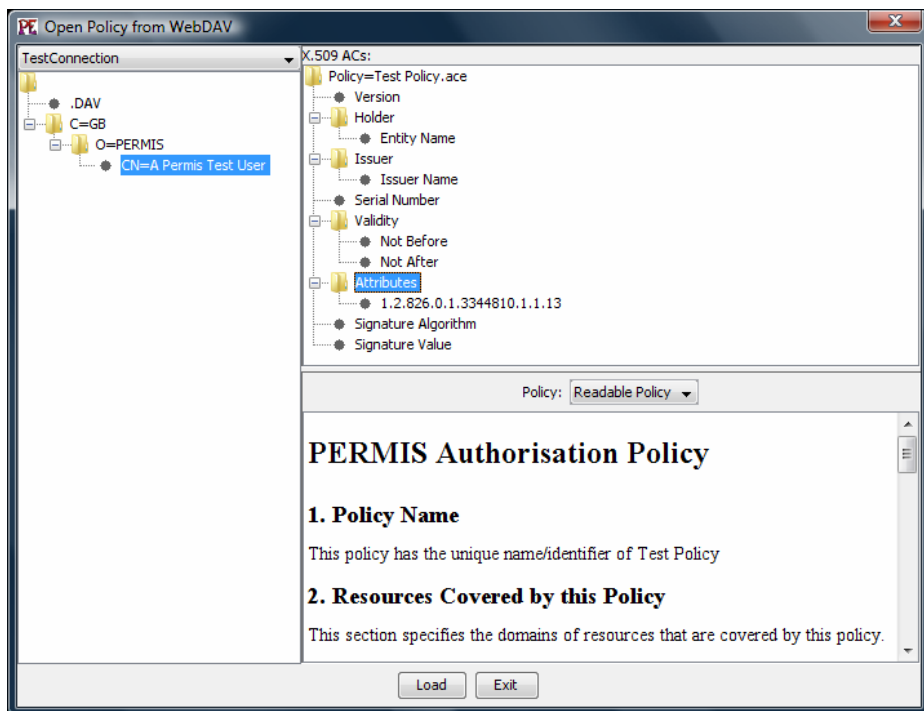 PE Open Policy from WebDAV
TestConnection
.DAV
C=GB
O=PERMIS
CN=A Permis Test User
X.509 ACs:
Policy=Test Policy.ace
Version
Holder
Entity Name
Issuer
Issuer Name
Serial Number
Validity
Not Before
Not After
Attributes
1.2.826.0.1.3344810.1.1.13
Signature Algorithm
Signature Value
Policy: Readable Policy
PERMIS Authorisation Policy
1. Policy Name
This policy has the unique name/identifier of Test Policy
2. Resources Covered by this Policy
This section specifies the domains of resources that are covered by this policy.
Load Exit